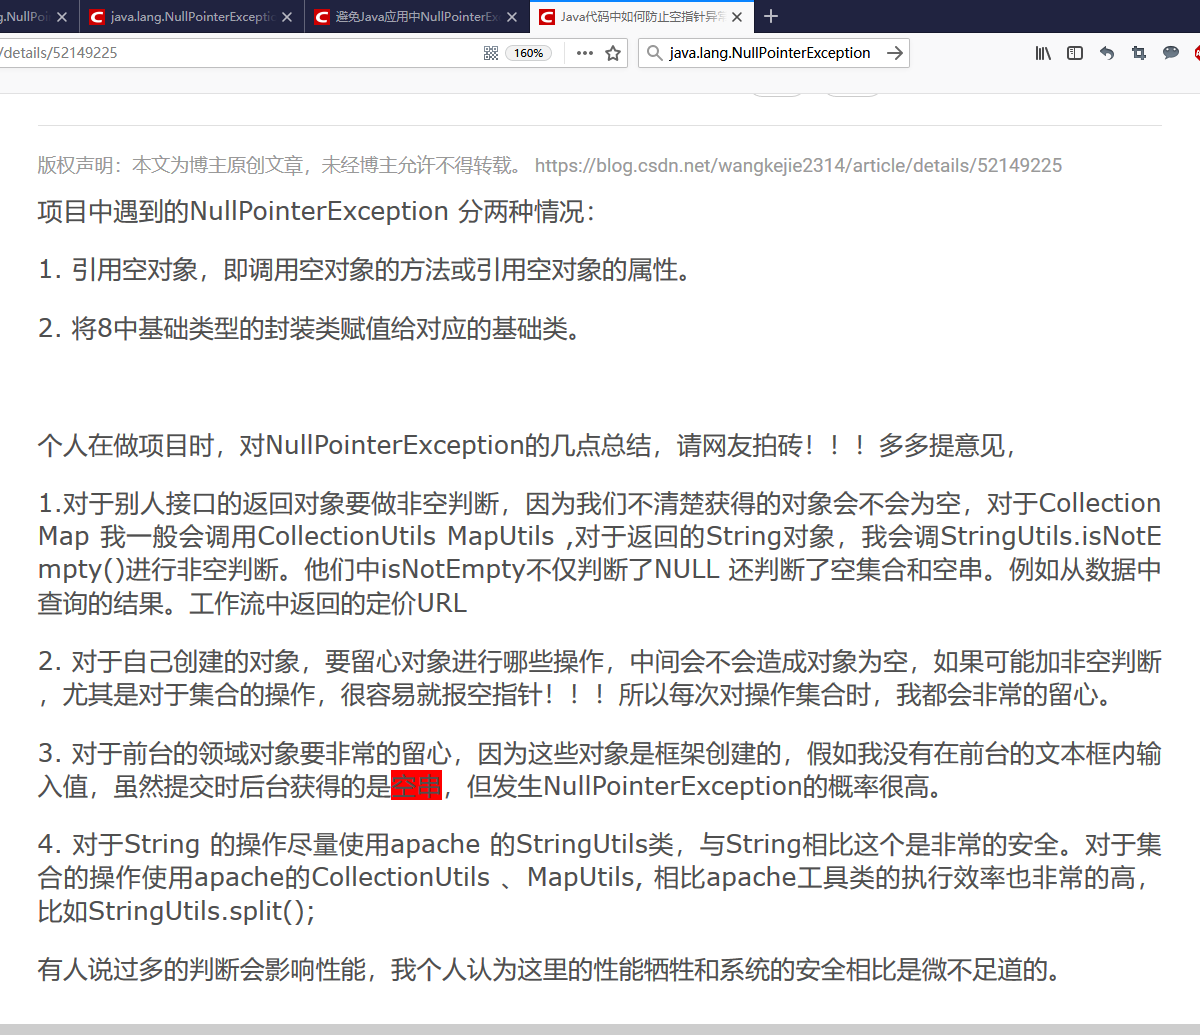 .NullPoi
java.lang.NullPointerExceptic
避免Java应用中NullPointerEx
Java代码中如何防止空指针异常
/details/52149225
160%
java.lang.NullPointerException
版权声明：本文为博主原创文章，未经博主允许不得转载。 https://blog.csdn.net/wangkejie2314/article/details/52149225
项目中遇到的NullPointerException 分两种情况：
1. 引用空对象，即调用空对象的方法或引用空对象的属性。
2. 将8中基础类型的封装类赋值给对应的基础类。
个人在做项目时，对NullPointerException的几点总结，请网友拍砖！！！多多提意见，
1.对于别人接口的返回对象要做非空判断，因为我们不清楚获得的对象会不会为空，对于Collection
Map 我一般会调用CollectionUtils MapUtils ,对于返回的String对象，我会调StringUtils.isNotE
mpty()进行非空判断。他们中isNotEmpty不仅判断了NULL 还判断了空集合和空串。例如从数据中
查询的结果。工作流中返回的定价URL
2. 对于自己创建的对象，要留心对象进行哪些操作，中间会不会造成对象为空，如果可能加非空判断
，尤其是对于集合的操作，很容易就报空指针！！！所以每次对操作集合时，我都会非常的留心。
3. 对于前台的领域对象要非常的留心，因为这些对象是框架创建的，假如我没有在前台的文本框内输
入值，虽然提交时后台获得的是空串，但发生NullPointerException的概率很高。
4. 对于String 的操作尽量使用apache 的StringUtils类，与String相比这个是非常的安全。对于集
合的操作使用apache的CollectionUtils 、MapUtils, 相比apache工具类的执行效率也非常的高，
比如StringUtils.split();
有人说过多的判断会影响性能，我个人认为这里的性能牺牲和系统的安全相比是微不足道的。